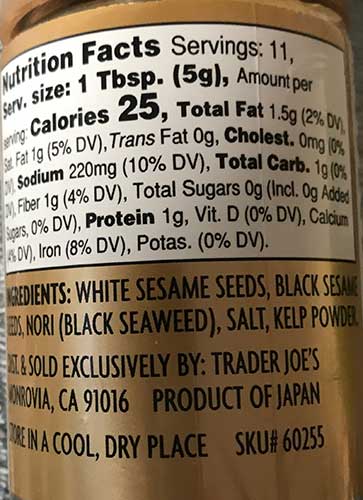 Nutrition Facts Servings: 11,
serv. size: 1 Tbsp. (5g), Amount per
serving: Calories 25, Total Fat 1.5g (2% DV),
Sat. Fat 1g (5% DV), Trans Fat 0g, Cholest. 0mg (0%
DV), Sodium 220mg (10% DV), Total Carb. 1g (0%
DV), Fiber 1g (4% DV), Total Sugars 0g (Incl. 0g Added
Sugars, 0% DV), Protein 1g, Vit. D (0% DV), Calcium
% DV), Iron (8% DV), Potas. (0% DV).
INGREDIENTS: WHITE SESAME SEEDS, BLACK SESAME
SEEDS, NORI (BLACK SEAWEED), SALT, KELP POWDER.
DIST. & SOLD EXCLUSIVELY BY: TRADER JOE'S
MONROVIA, CA 91016 PRODUCT OF JAPAN
STORE IN A COOL, DRY PLACE SKU# 60255